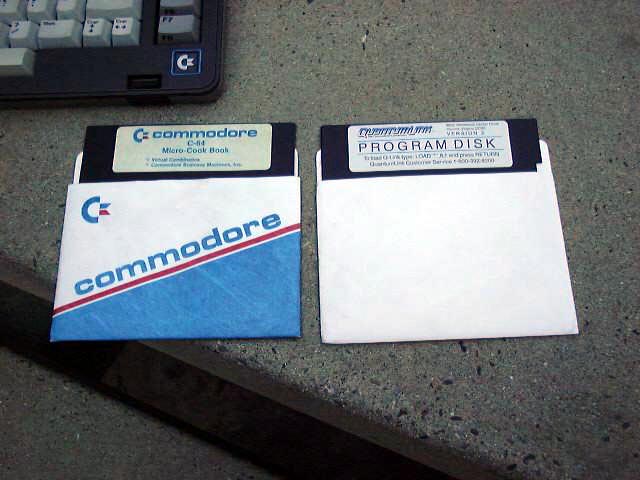 F7
commodore
C-64
Micro-Cook Book
Virtual Combinatics
Commodore Business Machines, Inc.
commodore
QuantumLink
VERSION 2
PROGRAM DISK
To load Q-Link type: LOAD "*",8,1 and press RETURN
QuantumLink Customer Service 1-800-392-8200